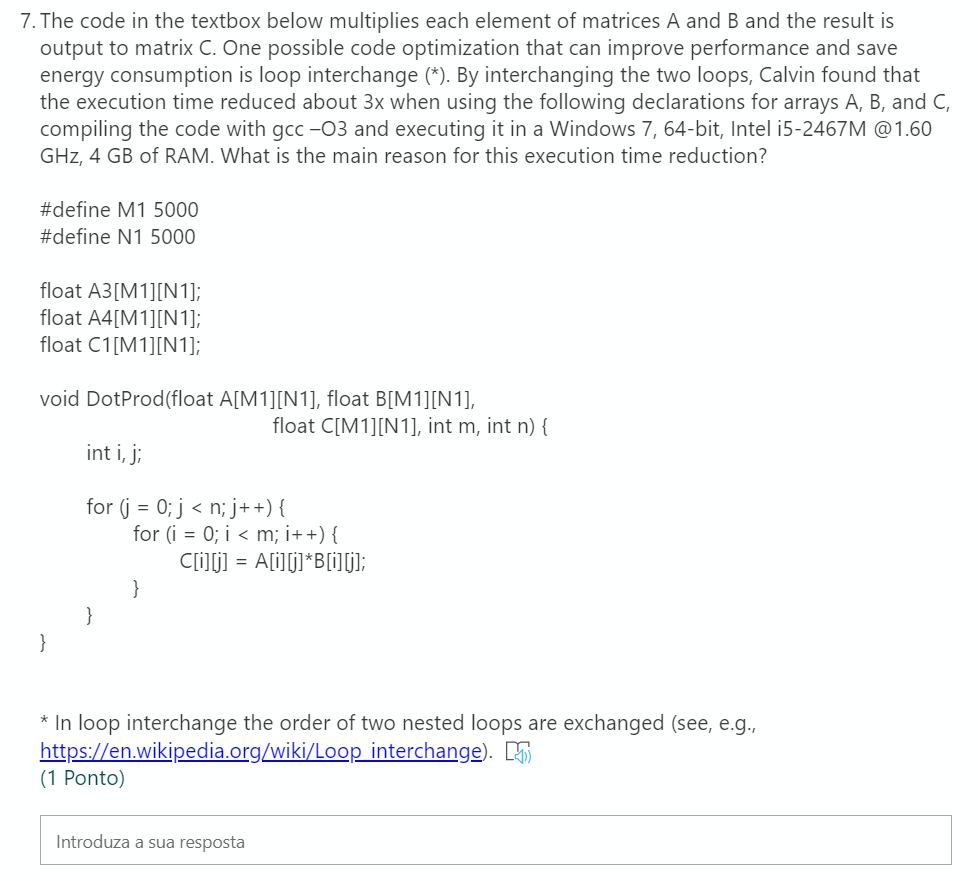 7. The code in the textbox below multiplies each element of matrices A and B and the result is
output to matrix C. One possible code optimization that can improve performance and save
energy consumption is loop interchange (*). By interchanging the two loops, Calvin found that
the execution time reduced about 3x when using the following declarations for arrays A, B, and C,
compiling the code with gcc –O3 and executing it in a Windows 7, 64-bit, Intel i5-2467M @1.60
GHz, 4 GB of RAM. What is the main reason for this execution time reduction?
#define M1 5000
#define N1 5000
float A3[M1][N1];
float A4[M1][N1];
float C1[M1][N1];
void DotProd(float A[M1][N1], float B[M1][N1],
float C[M1][N1], int m, int n) {
int i, j;
for (j = 0; j < n; j++) {
for (i = 0; i < m; i++) {
C[i][j] = A[i][j]*B[i][j];
}
}
}
* In loop interchange the order of two nested loops are exchanged (see, e.g.,
https://en.wikipedia.org/wiki/Loop_interchange).
(1 Ponto)
Introduza a sua resposta